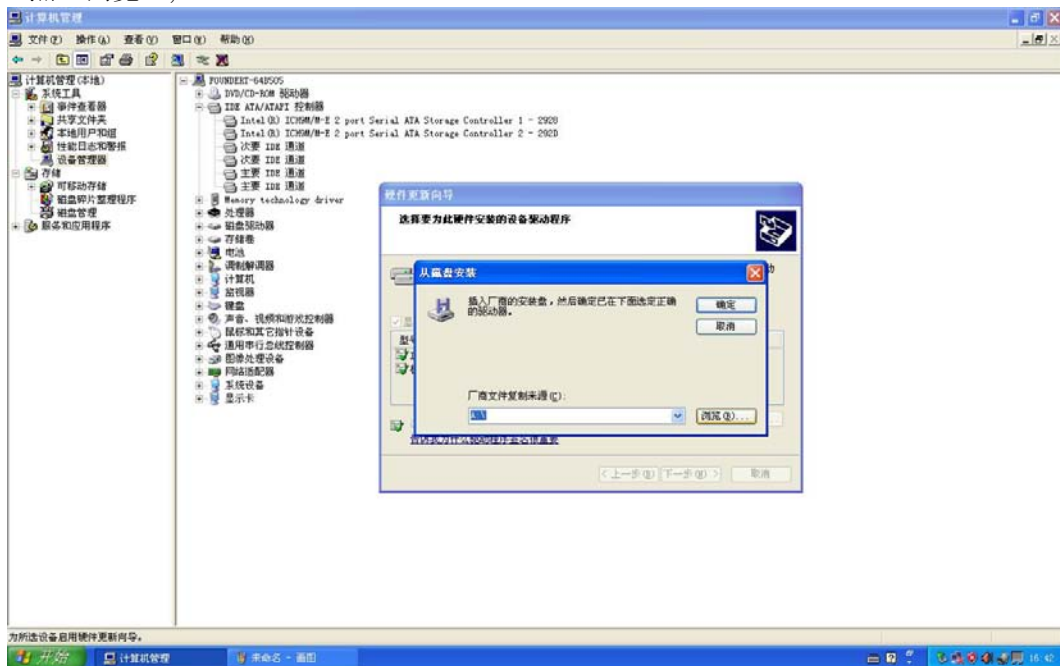 计算机管理
文件(F) 操作(A) 查看(V) 窗口(W) 帮助(H)
计算机管理(本地)
系统工具
事件查看器
共享文件夹
本地用户和组
性能日志和警报
设备管理器
存储
可移动存储
磁盘碎片整理程序
磁盘管理
服务和应用程序
FOUNDERT-64B505
DVD/CD-ROM 驱动器
IDE ATA/ATAPI 控制器
Intel(R) ICH9M/M-E 2 port Serial ATA Storage Controller 1 - 2928
Intel(R) ICH9M/M-E 2 port Serial ATA Storage Controller 2 - 292D
次要 IDE 通道
次要 IDE 通道
主要 IDE 通道
主要 IDE 通道
Memory technology driver
处理器
磁盘驱动器
存储卷
电池
调制解调器
计算机
监视器
键盘
声音、视频和游戏控制器
鼠标和其它指针设备
通用串行总线控制器
图像处理设备
网络适配器
系统设备
显示卡
硬件更新向导
选择要为此硬件安装的设备驱动程序
从磁盘安装
插入厂商的安装盘,然后确定已在下面选定正确
的驱动器。
确定
取消
厂商文件复制来源(C):
A:\
浏览(B)...
<上一步(B) 下一步(N)> 取消
为所选设备启用硬件更新向导。
开始 计算机管理 未命名 - 画图 16:42